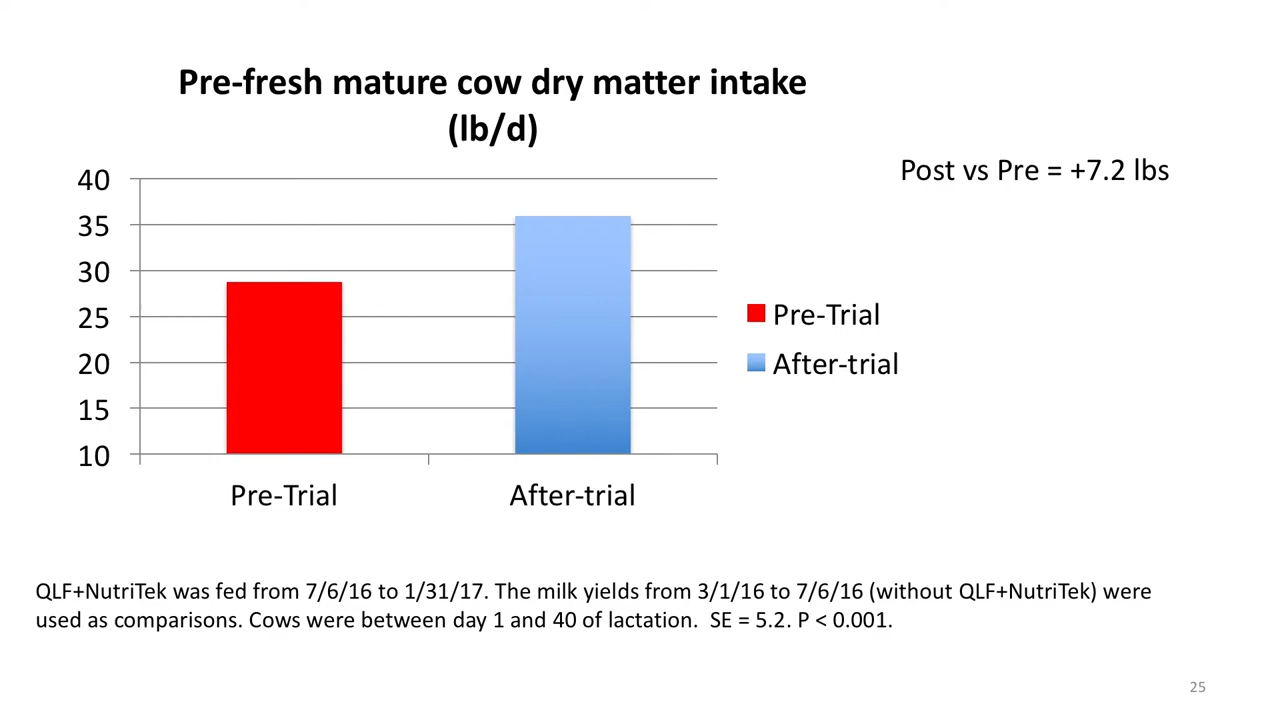 Pre-fresh mature cow dry matter intake
(lb/d)
Post vs Pre = +7.2 lbs
40
35
30
25
20
15
10
Pre-Trial
After-trial
Pre-Trial
After-trial
QLF+NutriTek was fed from 7/6/16 to 1/31/17. The milk yields from 3/1/16 to 7/6/16 (without QLF+NutriTek) were
used as comparisons. Cows were between day 1 and 40 of lactation.  SE = 5.2. P < 0.001.
25